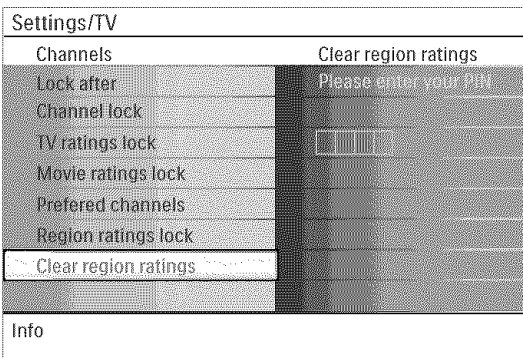 Settings/TV
Channels
Clear region ratings
Lock after
Please enter your PIN
Channel lock
TV ratings lock
Movie ratings lock
Prefered channels
Region ratings lock
Clear region ratings
Info